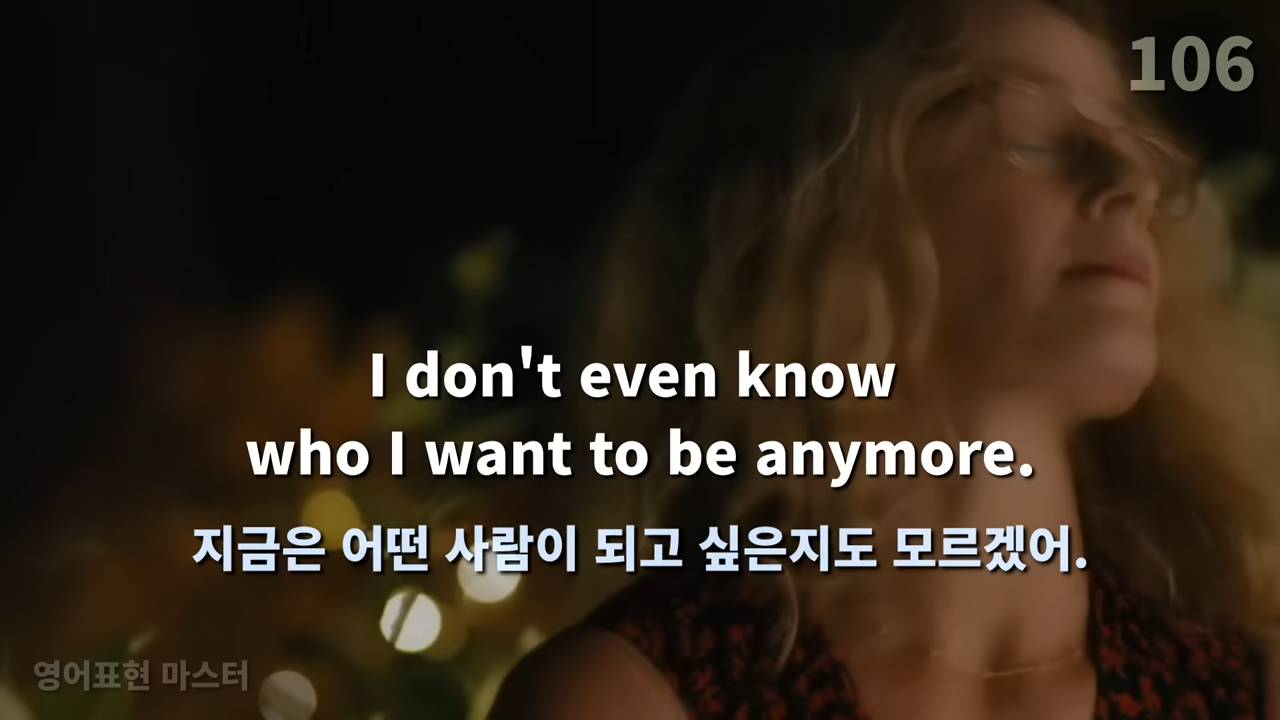 106
I don't even know
who I want to be anymore.
지금은 어떤 사람이 되고 싶은지도 모르겠어.
영어표현 마스터